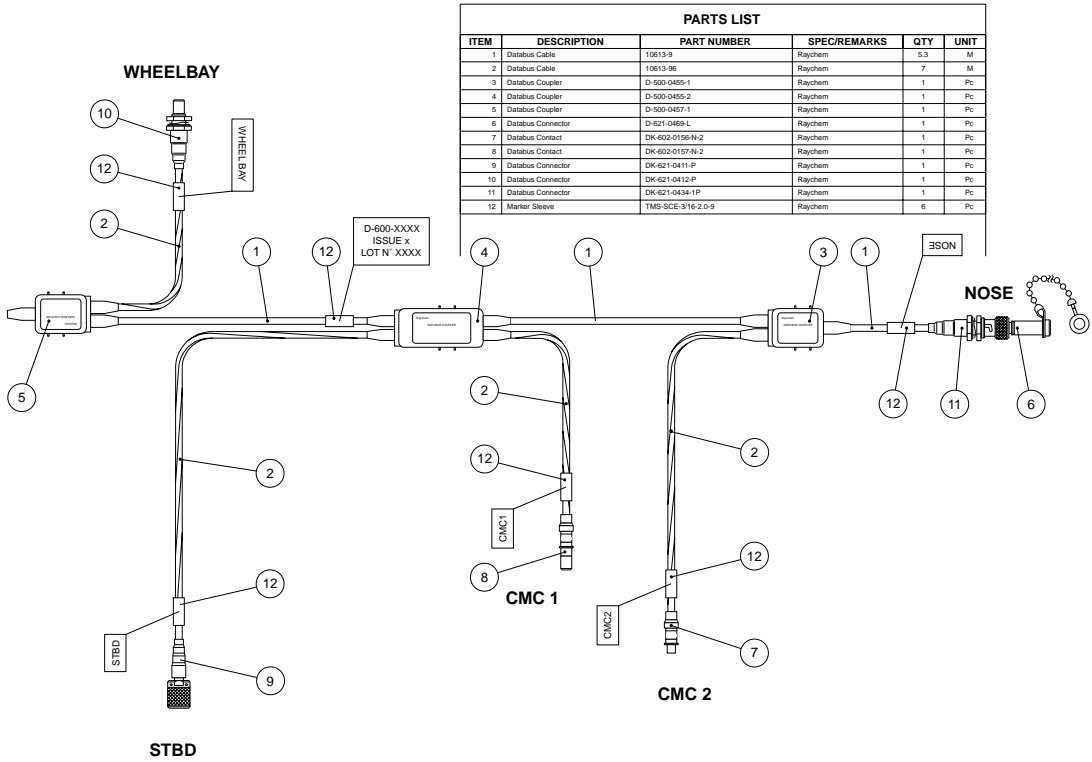 PARTS LIST
ITEM DESCRIPTION PART NUMBER SPEC/REMARKS QTY UNIT
1 Databus Cable 10613-9 Raychem 5.3 M
2 Databus Cable 10613-96 Raychem 7 M
3 Databus Coupler D-500-0455-1 Raychem 1 Pc
4 Databus Coupler D-500-0455-2 Raychem 1 Pc
5 Databus Coupler D-500-0457-1 Raychem 1 Pc
6 Databus Connector D-621-0469-L Raychem 1 Pc
7 Databus Contact DK-602-0156-N-2 Raychem 1 Pc
8 Databus Contact DK-602-0157-N-2 Raychem 1 Pc
9 Databus Connector DK-621-0411-P Raychem 1 Pc
10 Databus Connector DK-621-0412-P Raychem 1 Pc
11 Databus Connector DK-621-0434-1P Raychem 1 Pc
12 Marker Sleeve TMS-SCE-3/16-2.0-9 Raychem 6 Pc
WHEELBAY
10
12
WHEEL BAY
2
1
12
D-600-XXXX
ISSUE x
LOT N° XXXX
4
1
3
1
NOSE
NOSE
5
Raychem
12
11
6
2
2
2
12
CMC1
8
CMC 1
12
CMC2
7
CMC 2
12
STBD
9
STBD